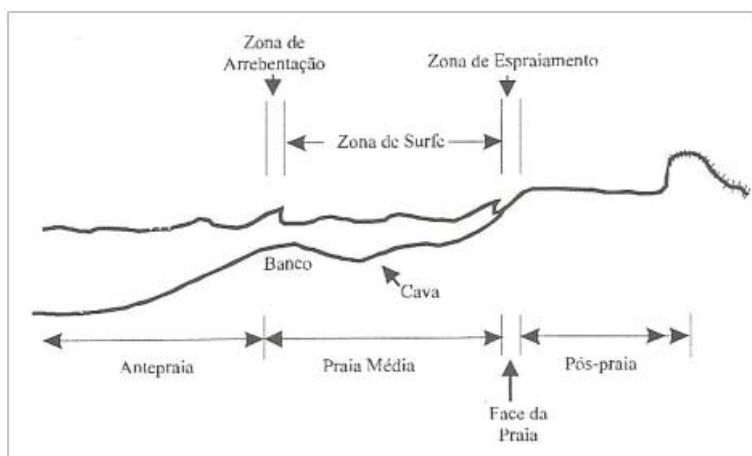 Zona de
Arrebentação
Zona de Espraiamento
Zona de Surfe
Banco
Cava
Antepraia
Praia Média
Pós-praia
Face da
Praia